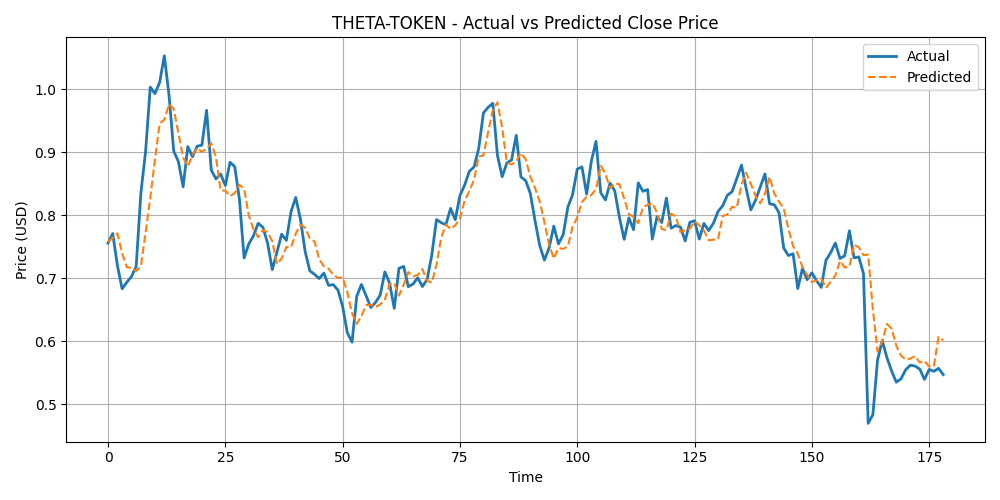 THETA-TOKEN - Actual vs Predicted Close Price
Actual
Predicted
Price (USD)
1.0
0.9
0.8
0.7
0.6
0.5
0 25 50 75 100 125 150 175
Time